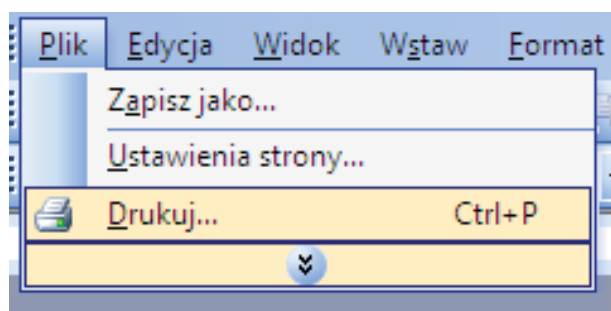 Plik Edycja Widok Wstaw Format
Zapisz jako...
Ustawienia strony...
Drukuj... Ctrl+P